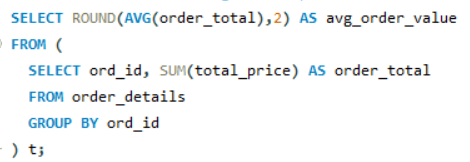 SELECT ROUND(AVG(order_total),2) AS avg_order_value
FROM (
SELECT ord_id, SUM(total_price) AS order_total
FROM order_details
GROUP BY ord_id
) t;